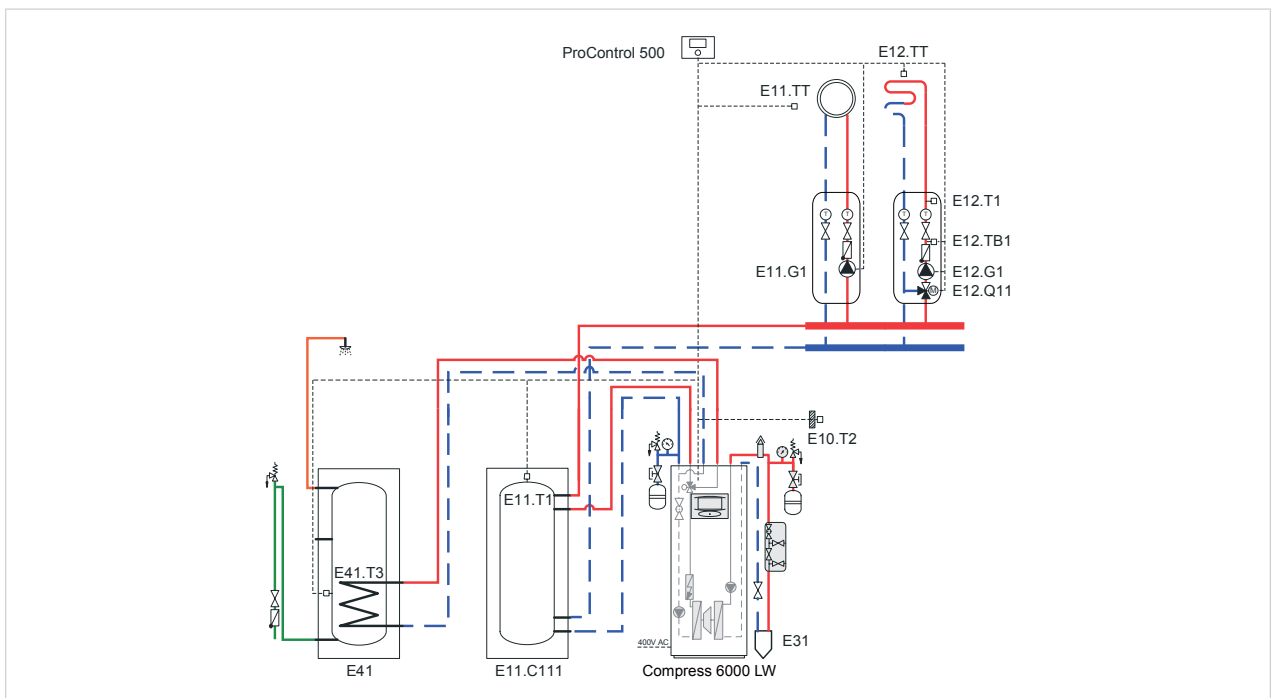 ProControl 500
E12.TT
E11.TT
T
T
T
T
E12.T1
E12.TB1
E11.G1
E12.G1
M
E12.Q11
E10.T2
E11.T1
E41.T3
400V AC
E31
E41
E11.C111
Compress 6000 LW